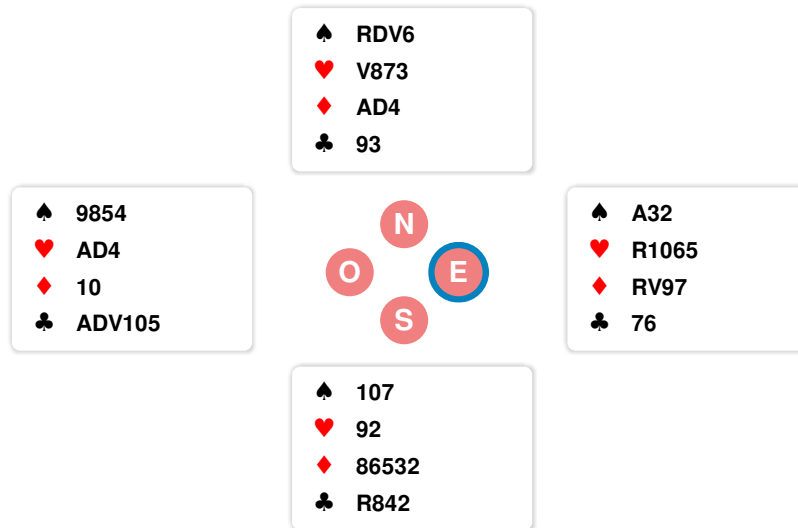 ♠ RDV6
♥ V873
♦ AD4
♣ 93
♠ 9854
♥ AD4
♦ 10
♣ ADV105
N
O
E
S
♠ A32
♥ R1065
♦ RV97
♣ 76
♠ 107
♥ 92
♦ 86532
♣ R842